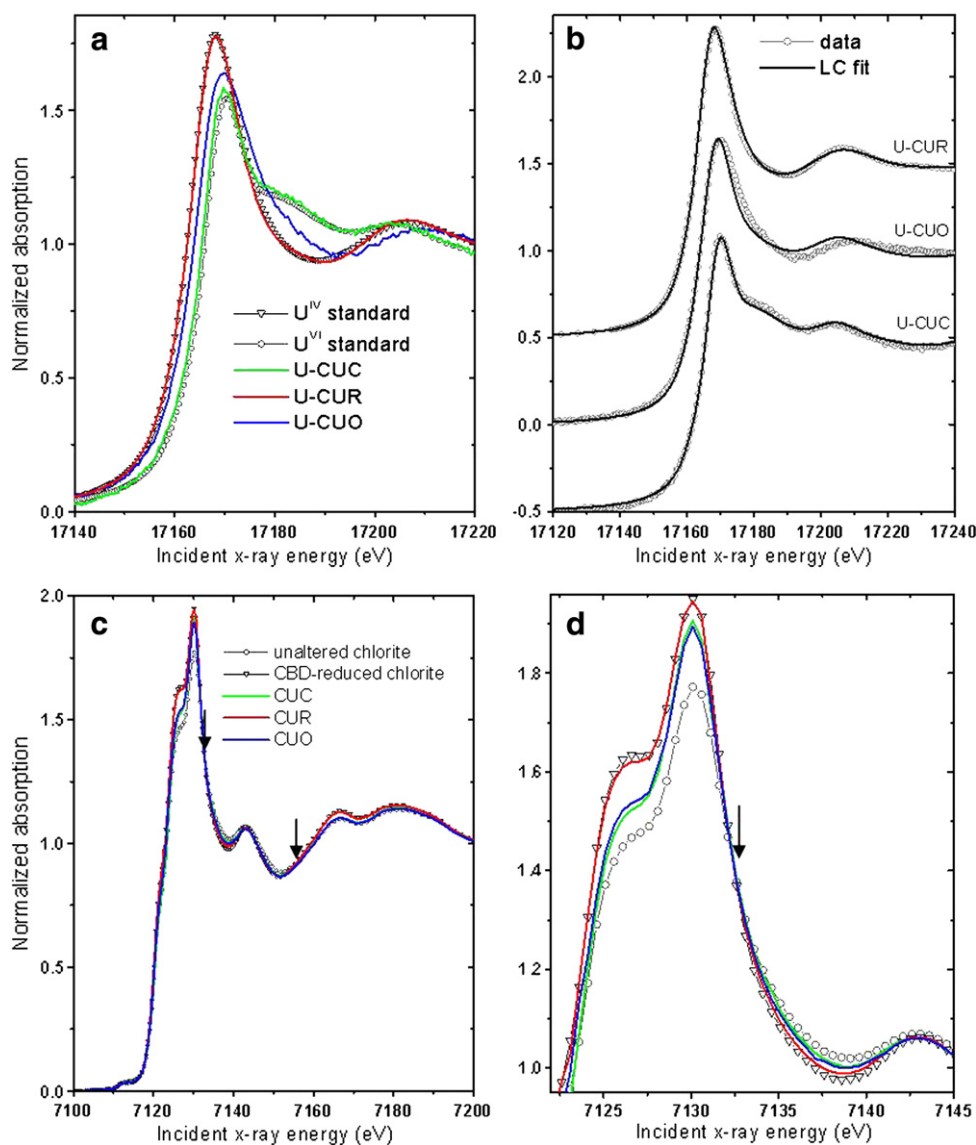 a
1.5
1.0
0.5
0.0
Normalized absorption
U^IV standard
U^VI standard
U-CUC
U-CUR
U-CUO
17140 17160 17180 17200 17220
Incident x-ray energy (eV)
b
2.0
1.5
1.0
0.5
0.0
-0.5
data
LC fit
U-CUR
U-CUO
U-CUC
17120 17140 17160 17180 17200 17220 17240
Incident x-ray energy (eV)
c
2.0
1.5
1.0
0.5
0.0
Normalized absorption
unaltered chlorite
CBD-reduced chlorite
CUC
CUR
CUO
7100 7120 7140 7160 7180 7200
Incident x-ray energy (eV)
d
1.8
1.6
1.4
1.2
1.0
7125 7130 7135 7140 7145
Incident x-ray energy (eV)